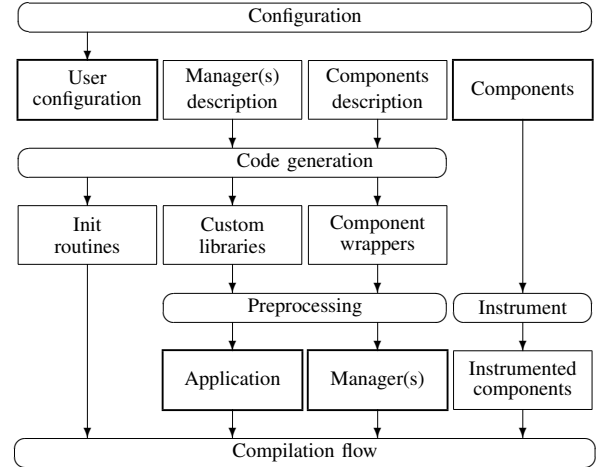 Configuration
User
configuration
Manager(s)
description
Components
description
Components
Code generation
Init
routines
Custom
libraries
Component
wrappers
Preprocessing
Instrument
Application
Manager(s)
Instrumented
components
Compilation flow